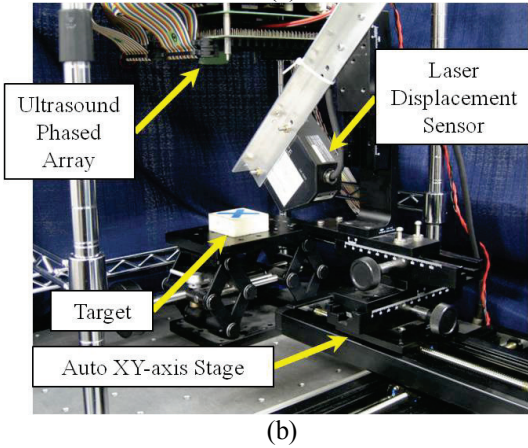 Ultrasound
Phased
Array
Laser
Displacement
Sensor
Target
Auto XY-axis Stage
(b)